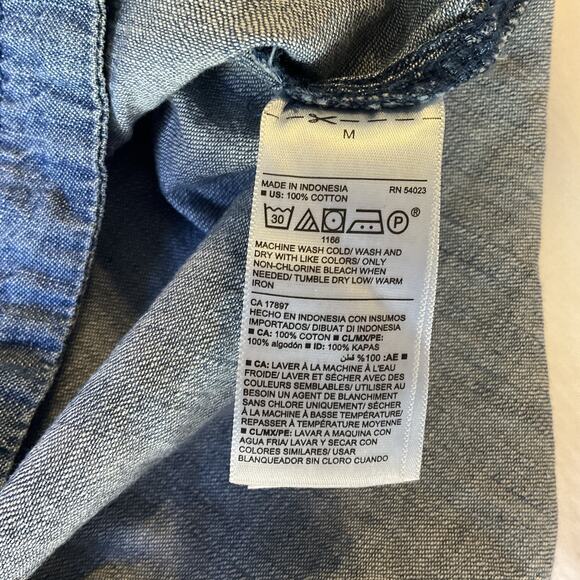 M
MADE IN INDONESIA RN 54023
■ US: 100% COTTON
30 P ®
1166
MACHINE WASH COLD/ WASH AND
DRY WITH LIKE COLORS/ ONLY
NON-CHLORINE BLEACH WHEN
NEEDED/ TUMBLE DRY LOW/ WARM
IRON
CA 17897
HECHO EN INDONESIA CON INSUMOS
IMPORTADOS/ DIBUAT DI INDONESIA
■ CA: 100% COTON ■ CL/MX/PE:
100% algodón ■ ID: 100% KAPAS
■ AE: 100% قطن
■ CA: LAVER À LA MACHINE À L'EAU
FROIDE/ LAVER ET SÉCHER AVEC DES
COULEURS SEMBLABLES/ UTILISER AU
BESOIN UN AGENT DE BLANCHIMENT
SANS CHLORE UNIQUEMENT/ SÉCHER
À LA MACHINE À BASSE TEMPÉRATURE/
REPASSER À TEMPÉRATURE MOYENNE
■ CL/MX/PE: LAVAR A MAQUINA CON
AGUA FRIA/ LAVAR Y SECAR CON
COLORES SIMILARES/ USAR
BLANQUEADOR SIN CLORO CUANDO